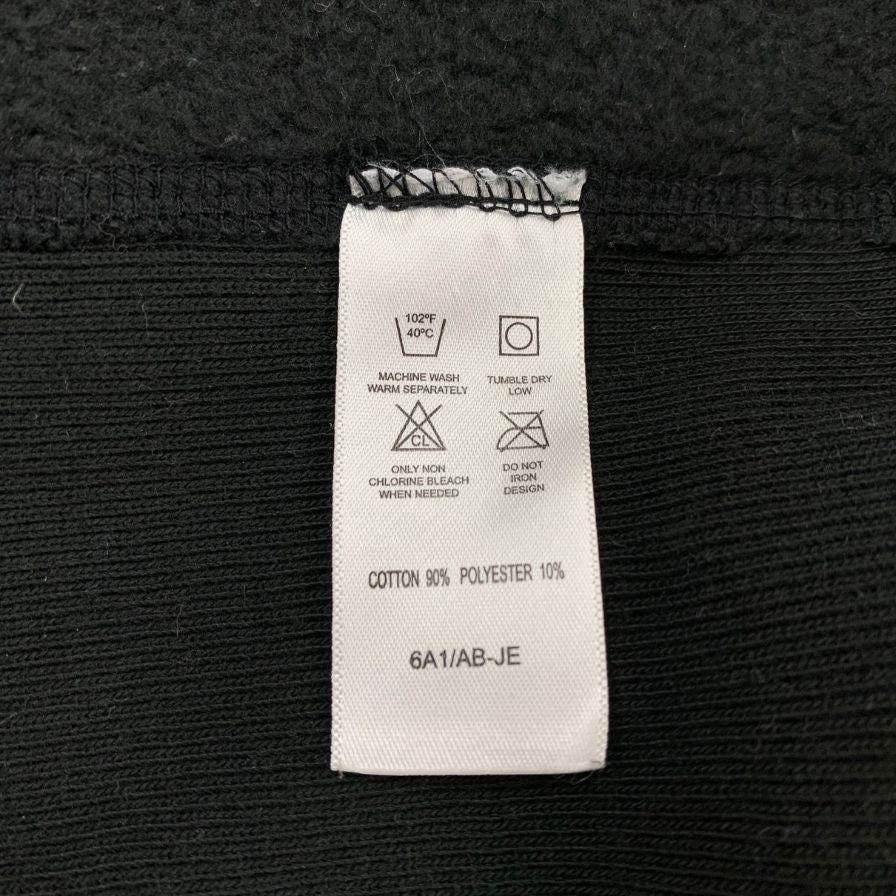 102ºF
40ºC
MACHINE WASH
WARM SEPARATELY
TUMBLE DRY
LOW
CL
ONLY NON
CHLORINE BLEACH
WHEN NEEDED
DO NOT
IRON
DESIGN
COTTON 90% POLYESTER 10%
6A1/AB-JE